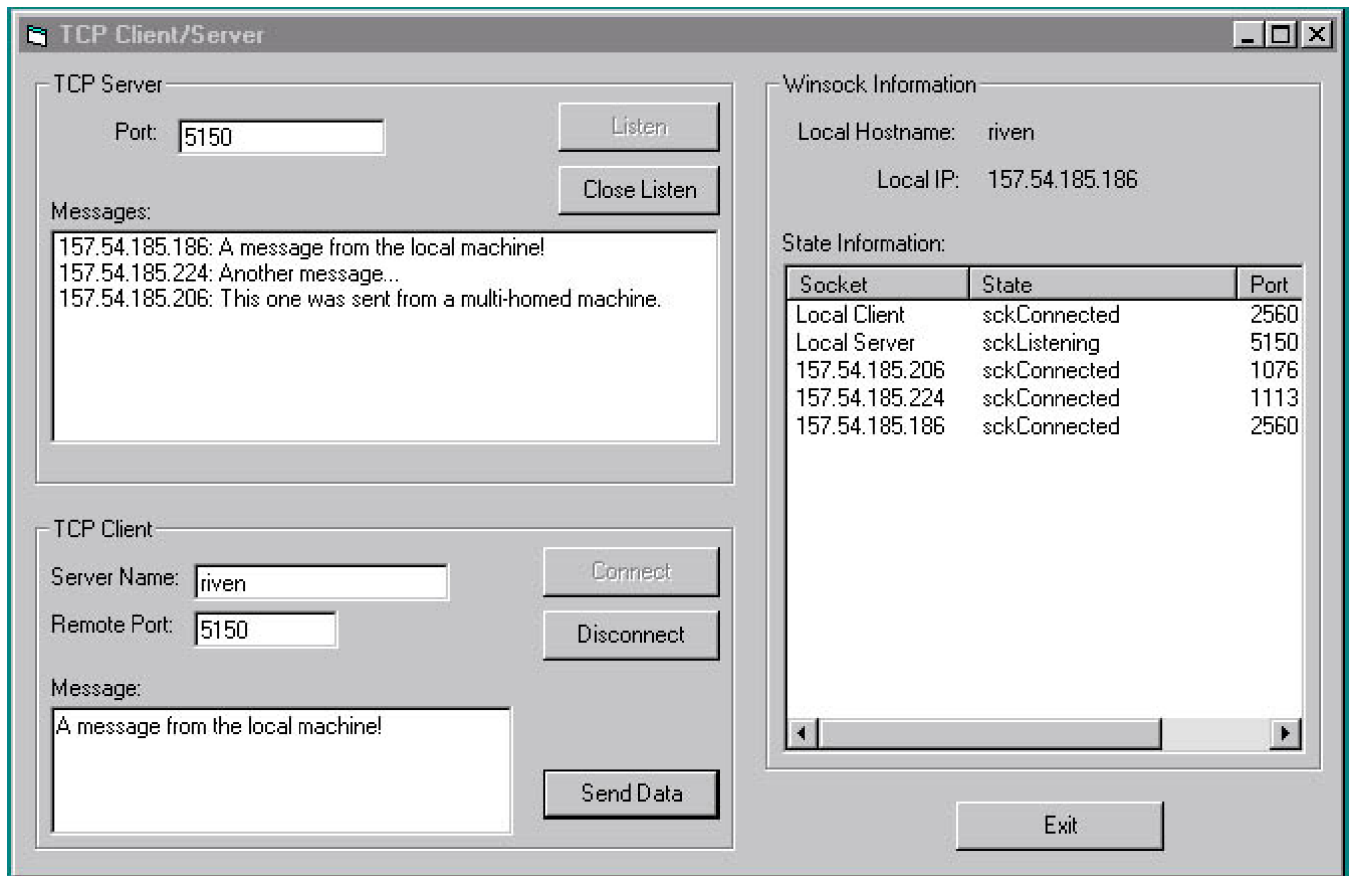 TCP Client/Server
TCP Server
Port: 5150
Listen
Close Listen
Messages:
157.54.185.186: A message from the local machine!
157.54.185.224: Another message...
157.54.185.206: This one was sent from a multi-homed machine.
TCP Client
Server Name: riven
Connect
Remote Port: 5150
Disconnect
Message:
A message from the local machine!
Send Data
Winsock Information
Local Hostname: riven
Local IP: 157.54.185.186
State Information:
Socket State Port
Local Client sckConnected 2560
Local Server sckListening 5150
157.54.185.206 sckConnected 1076
157.54.185.224 sckConnected 1113
157.54.185.186 sckConnected 2560
Exit